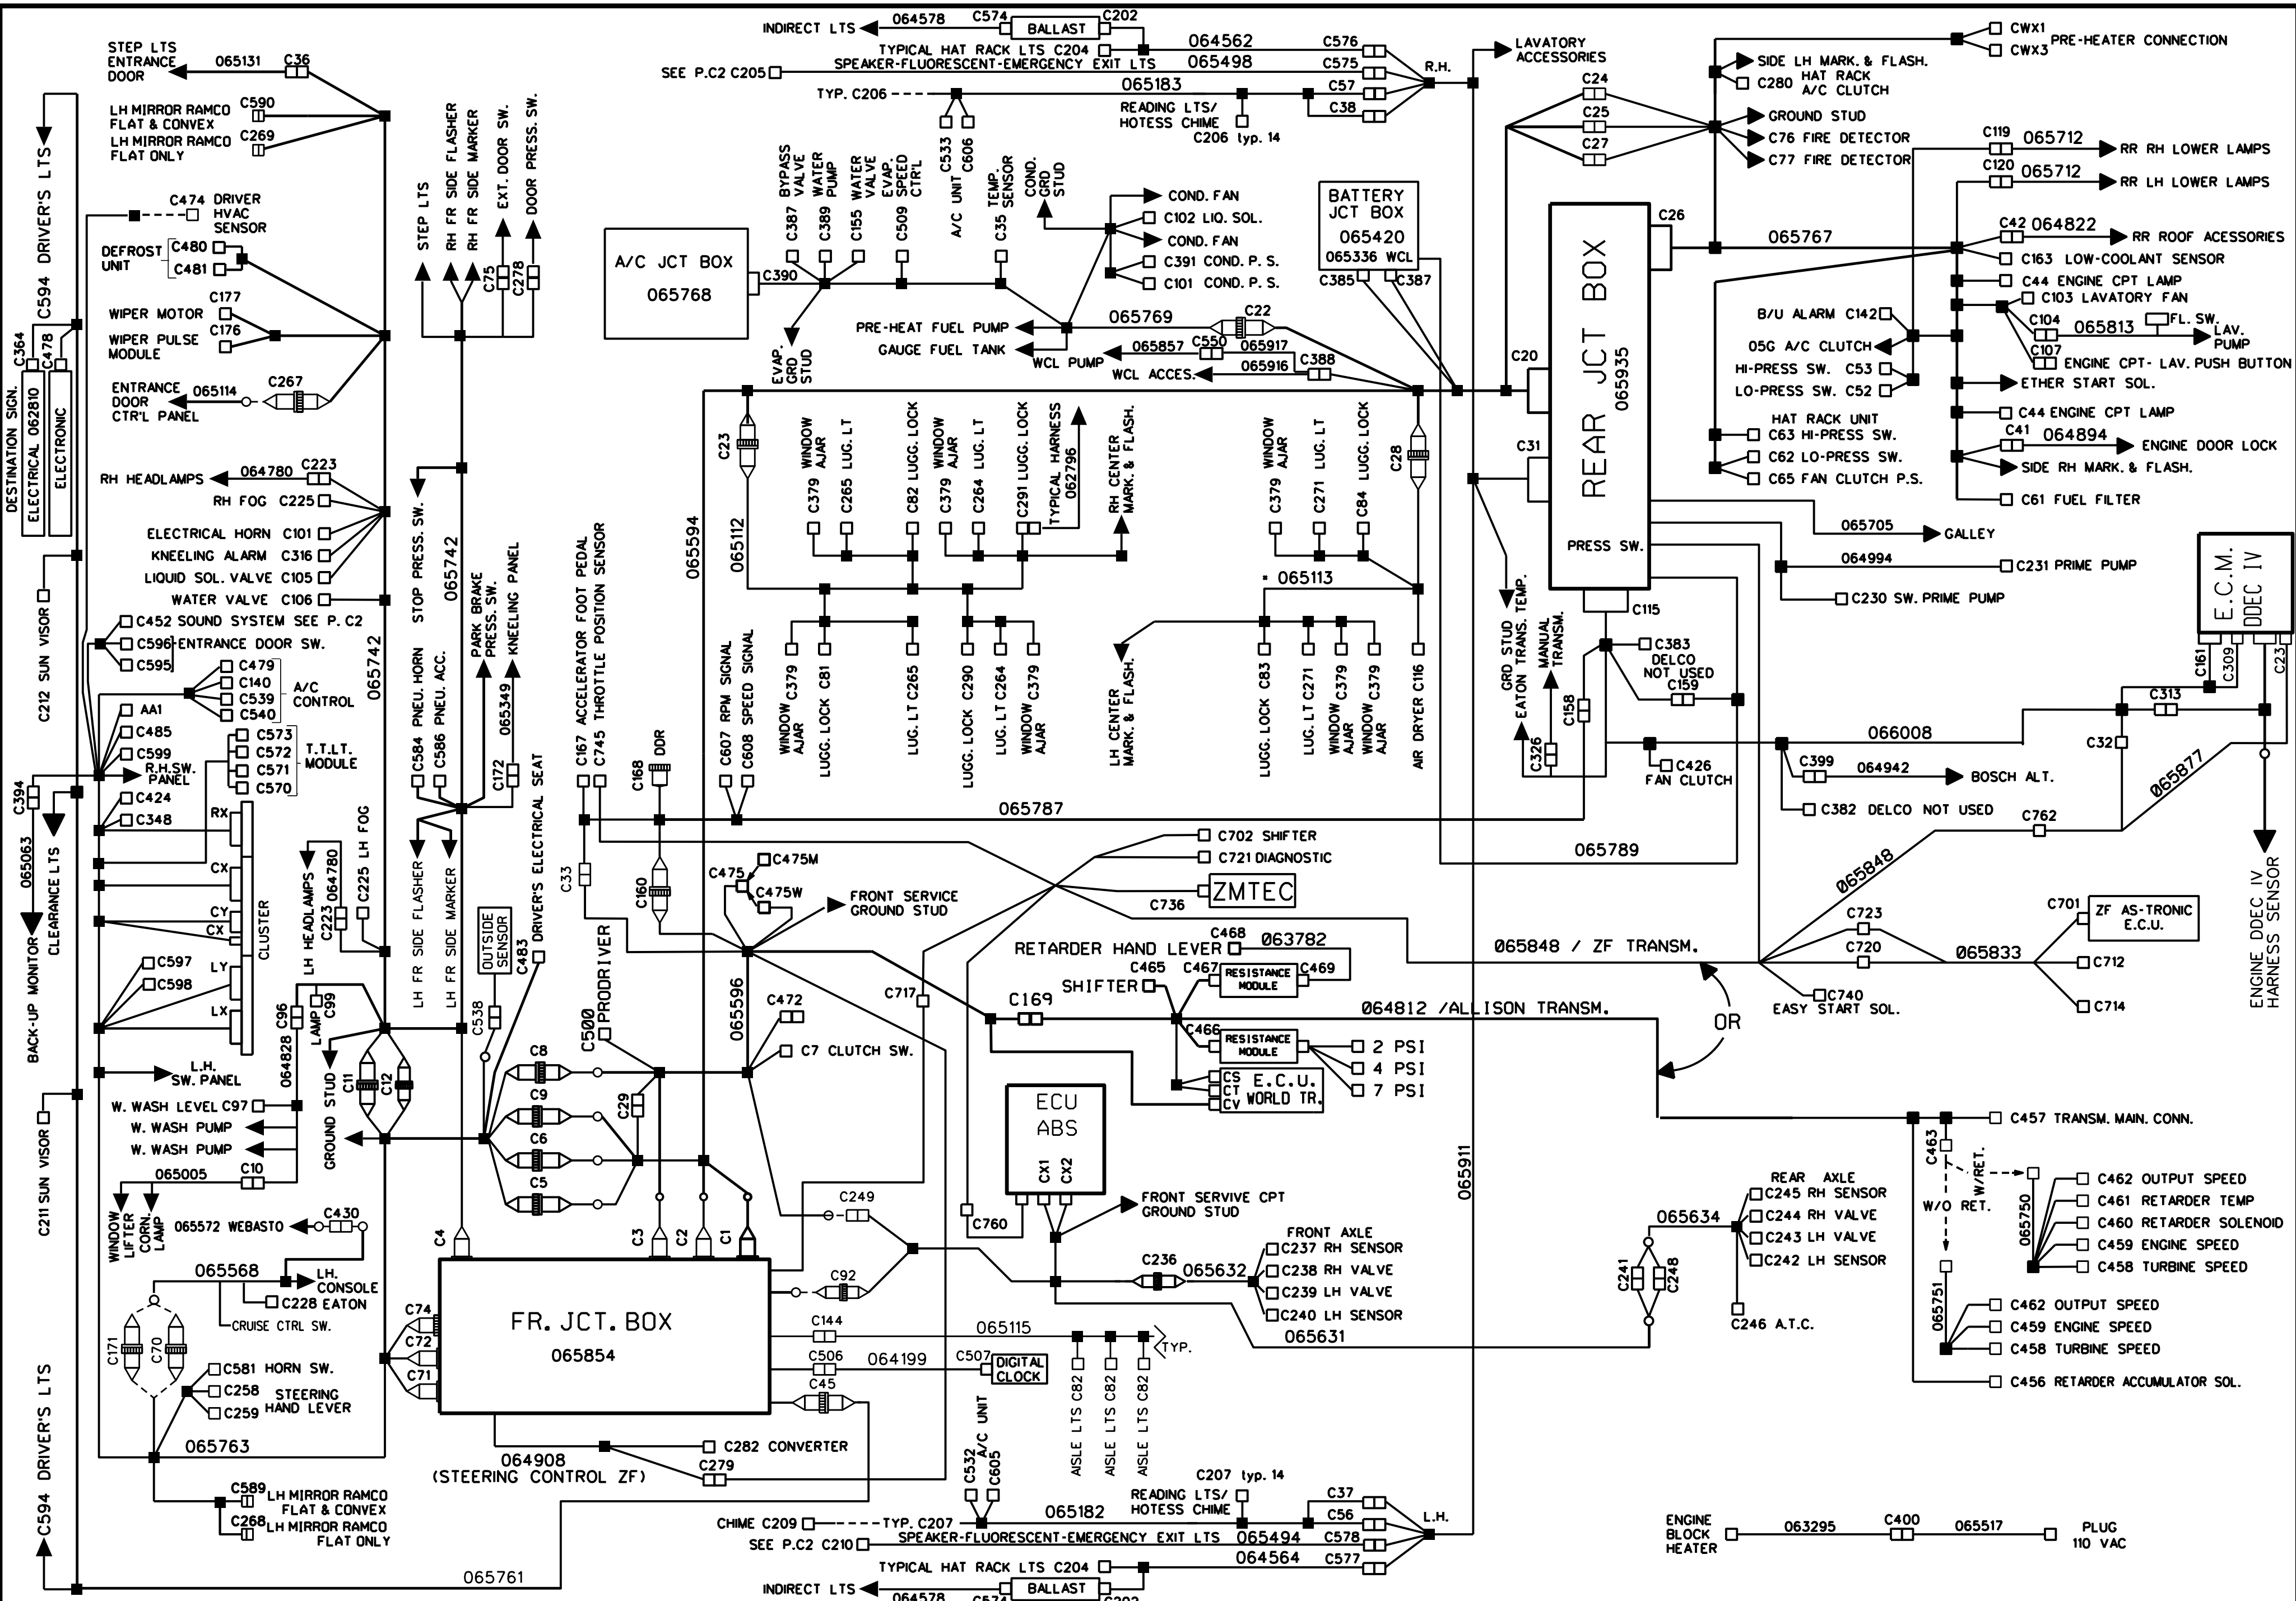 INDIRECT LTS 064578 C574 BALLAST C202
TYPICAL HAT RACK LTS C204 064562 C576
SPEAKER-FLUORESCENT-EMERGENCY EXIT LTS
SEE P.C2 C205 065498 C575
R.H.
TYP. C206 065183 C57
C38
READING LTS/
HOTESS CHIME
C206 typ. 14
C533
C606
A/C UNIT
LAVATORY
ACCESSORIES
STEP LTS
ENTRANCE
DOOR
065131 C36
LH MIRROR RAMCO
FLAT & CONVEX
C590
LH MIRROR RAMCO
FLAT ONLY
C269
C594 DRIVER'S LTS
C474 DRIVER
HVAC
SENSOR
DEFROST
UNIT
C480
C481
WIPER MOTOR
C177
WIPER PULSE
MODULE
C176
ENTRANCE
DOOR
CTR'L PANEL
065114 C267
C364
C478
DESTINATION SIGN.
ELECTRICAL 062810
ELECTRONIC
STEP LTS
RH FR SIDE FLASHER
RH FR SIDE MARKER
EXT. DOOR SW.
DOOR PRESS. SW.
C75
C278
RH HEADLAMPS 064780 C223
RH FOG C225
ELECTRICAL HORN C101
KNEELING ALARM C316
LIQUID SOL. VALVE C105
WATER VALVE C106
STOP PRESS. SW.
065742
065742
C212 SUN VISOR
C452 SOUND SYSTEM SEE P. C2
C596 ENTRANCE DOOR SW.
C595
C479
C140
C539
C540
A/C
CONTROL
AA1
C485
C599
R.H.SW.
PANEL
C424
C348
C573
C572
C571
C570
T.T.LT.
MODULE
C394
065063
BACK-UP MONITOR
CLEARANCE LTS
RX
CX
CY
CX
LY
LX
CLUSTER
C597
C598
L.H.
SW. PANEL
LH HEADLAMPS
064780
C223
C225 LH FOG
C584 PNEU. HORN
C586 PNEU. ACC.
PARK BRAKE
PRESS. SW.
KNEELING PANEL
065349
C172
LH FR SIDE FLASHER
LH FR SIDE MARKER
OUTSIDE
SENSOR
C538
C483 DRIVER'S ELECTRICAL SEAT
C96
C99
LAMP
064828
GROUND STUD
C11
C12
GROUND STUD
W. WASH LEVEL C97
W. WASH PUMP
W. WASH PUMP
065005 C10
C211 SUN VISOR
WINDOW
LIFTER
CORN.
LAMP
065572 WEBASTO C430
065568
LH.
CONSOLE
C228 EATON
CRUISE CTRL SW.
C171
C70
C581 HORN SW.
C258
C259
STEERING
HAND LEVER
065763
C589 LH MIRROR RAMCO
FLAT & CONVEX
C268 LH MIRROR RAMCO
FLAT ONLY
C594 DRIVER'S LTS
065761
A/C JCT BOX
065768
C390
C387 BYPASS
VALVE
C389 WATER
PUMP
C155 WATER
VALVE
C509 EVAP.
SPEED
CTR'L
C35 TEMP.
SENSOR
EVAP.
GRD
STUD
COND.
GRD
STUD
COND. FAN
C102 LIQ. SOL.
COND. FAN
C391 COND. P. S.
C101 COND. P. S.
BATTERY
JCT BOX
065420
065336 WCL
C385
C387
PRE-HEAT FUEL PUMP 065769 C22
GAUGE FUEL TANK
WCL PUMP 065857 C550 065917
WCL ACCES. 065916 C388
C23
065594
065112
WINDOW
AJAR
C379
C265 LUG. LT
C82 LUGG. LOCK
WINDOW
AJAR
C379
C264 LUG. LT
C291 LUGG. LOCK
TYPICAL HARNESS
062796
RH CENTER
MARK. & FLASH.
WINDOW
AJAR
C379
C271 LUG. LT
C84 LUGG. LOCK
C28
* 065113
WINDOW C379
AJAR
LUGG. LOCK C81
LUG. LT C265
LUGG. LOCK C290
LUG. LT C264
WINDOW C379
AJAR
LH CENTER
MARK. & FLASH.
LUGG. LOCK C83
LUG. LT C271
WINDOW C379
AJAR
WINDOW C379
AJAR
AIR DRYER C116
C167 ACCELERATOR FOOT PEDAL
C745 THROTTLE POSITION SENSOR
C168
DDR
C607 RPM SIGNAL
C608 SPEED SIGNAL
065787
C33
C160
C475
C475M
C475W
FRONT SERVICE
GROUND STUD
C500 PRODRIVER
065596
C472
C7 CLUTCH SW.
C8
C9
C6
C5
C29
C4
C3
C2
C1
C74
C72
C71
FR. JCT. BOX
065854
C717
C249
C92
C144 065115
TYP.
C506 064199 C507 DIGITAL
CLOCK
C45
AISLE LTS C82
AISLE LTS C82
AISLE LTS C82
C282 CONVERTER
064908
(STEERING CONTROL ZF)
C279
C532
A/C UNIT
C605
C702 SHIFTER
C721 DIAGNOSTIC
C736
ZMTEC
RETARDER HAND LEVER C468 063782
SHIFTER C465 C467 RESISTANCE
MODULE
C469
C169
064812 /ALLISON TRANSM.
C466 RESISTANCE
MODULE
2 PSI
4 PSI
7 PSI
CS
CT
CV
E.C.U.
WORLD TR.
ECU
ABS
CX1
CX2
C760
FRONT SERVIVE CPT
GROUND STUD
C236 065632
FRONT AXLE
C237 RH SENSOR
C238 RH VALVE
C239 LH VALVE
C240 LH SENSOR
065631
065911
065848 / ZF TRANSM.
OR
C241
C248
065634
REAR AXLE
C245 RH SENSOR
C244 RH VALVE
C243 LH VALVE
C242 LH SENSOR
C246 A.T.C.
CHIME C209 TYP. C207 065182
READING LTS/
HOTESS CHIME
C207 typ. 14
C37
C56
L.H.
SPEAKER-FLUORESCENT-EMERGENCY EXIT LTS
SEE P.C2 C210 065494 C578
TYPICAL HAT RACK LTS C204 064564 C577
INDIRECT LTS 064578 C574 BALLAST C202
C24
C25
C27
CWX1
CWX3
PRE-HEATER CONNECTION
SIDE LH MARK. & FLASH.
C280 HAT RACK
A/C CLUTCH
GROUND STUD
C76 FIRE DETECTOR
C77 FIRE DETECTOR
C119 065712 RR RH LOWER LAMPS
C120 065712 RR LH LOWER LAMPS
C26
065767
C42 064822 RR ROOF ACESSORIES
C163 LOW-COOLANT SENSOR
C44 ENGINE CPT LAMP
C103 LAVATORY FAN
C104 065813
FL. SW.
LAV.
PUMP
C107 ENGINE CPT- LAV. PUSH BUTTON
ETHER START SOL.
C44 ENGINE CPT LAMP
C41 064894 ENGINE DOOR LOCK
SIDE RH MARK. & FLASH.
C61 FUEL FILTER
B/U ALARM C142
05G A/C CLUTCH
HI-PRESS SW. C53
LO-PRESS SW. C52
HAT RACK UNIT
C63 HI-PRESS SW.
C62 LO-PRESS SW.
C65 FAN CLUTCH P.S.
C20
C31
REAR JCT BOX
065935
PRESS SW.
C115
065705 GALLEY
064994 C231 PRIME PUMP
C230 SW. PRIME PUMP
GRD STUD
EATON TRANS. TEMP.
MANUAL
TRANSM.
C326
C158
C383
DELCO
NOT USED
C159
C426
FAN CLUTCH
066008
C399 064942 BOSCH ALT.
C382 DELCO NOT USED
065789
E.C.M.
DDEC IV
C161
C309
C23
C313
C32
065877
C762
065848
C723
C720
065833
C740
EASY START SOL.
C701 ZF AS-TRONIC
E.C.U.
C712
C714
ENGINE DDEC IV
HARNESS SENSOR
C457 TRANSM. MAIN. CONN.
C463
W/RET.
W/O RET.
065750
C462 OUTPUT SPEED
C461 RETARDER TEMP
C460 RETARDER SOLENOID
C459 ENGINE SPEED
C458 TURBINE SPEED
065751
C462 OUTPUT SPEED
C459 ENGINE SPEED
C458 TURBINE SPEED
C456 RETARDER ACCUMULATOR SOL.
ENGINE
BLOCK
HEATER
063295 C400 065517
PLUG
110 VAC